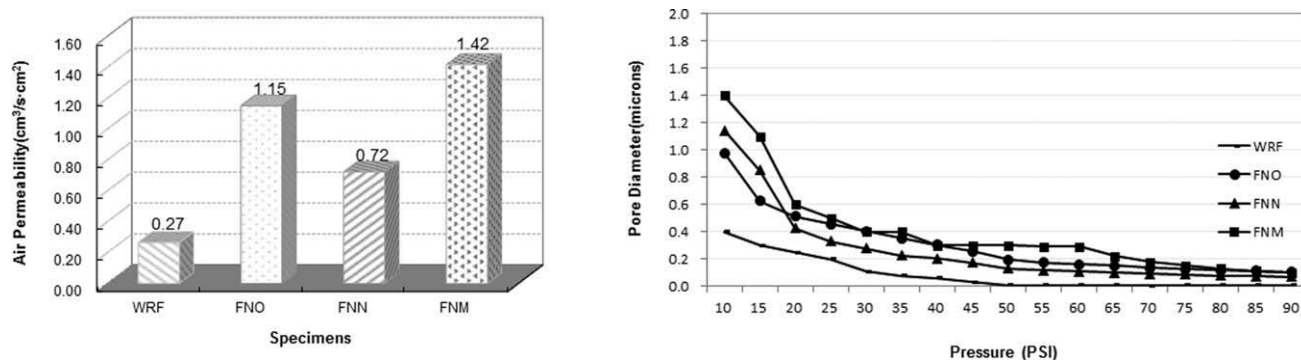 Air Permeability(cm³/s·cm²)
1.60
1.40
1.20
1.00
0.80
0.60
0.40
0.20
0.00
0.27
1.15
0.72
1.42
WRF FNO FNN FNM
Specimens
Pore Diameter(microns)
2.0
1.8
1.6
1.4
1.2
1.0
0.8
0.6
0.4
0.2
0.0
WRF
FNO
FNN
FNM
10 15 20 25 30 35 40 45 50 55 60 65 70 75 80 85 90
Pressure (PSI)